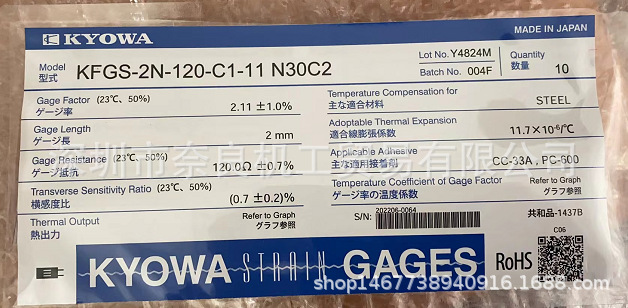 KYOWA
MADE IN JAPAN
Model
型式
KFGS-2N-120-C1-11 N30C2
Lot No. Y4824M
Batch No. 004F
Quantity
数量
10
Gage Factor (23℃, 50%)
ゲージ率
2.11 ±1.0%
Gage Length
ゲージ長
2 mm
Gage Resistance (23℃, 50%)
ゲージ抵抗
120.0Ω ±0.7%
Transverse Sensitivity Ratio (23℃, 50%)
横感度比
(0.7 ±0.2)%
Thermal Output
熱出力
Refer to Graph
グラフ参照
Temperature Compensation for
主な適合材料
STEEL
Adoptable Thermal Expansion
適合線膨張係数
11.7×10⁻⁶/℃
Applicable Adhesive
主な適用接着剤
CC-33A , PC-600
Temperature Coefficient of Gage Factor
ゲージ率の温度係数
Refer to Graph
グラフ参照
S/N:
202206-0064
共和品-1437B
C06
RoHS
KYOWA STRAIN GAGES
shop1467738940916.1688.com